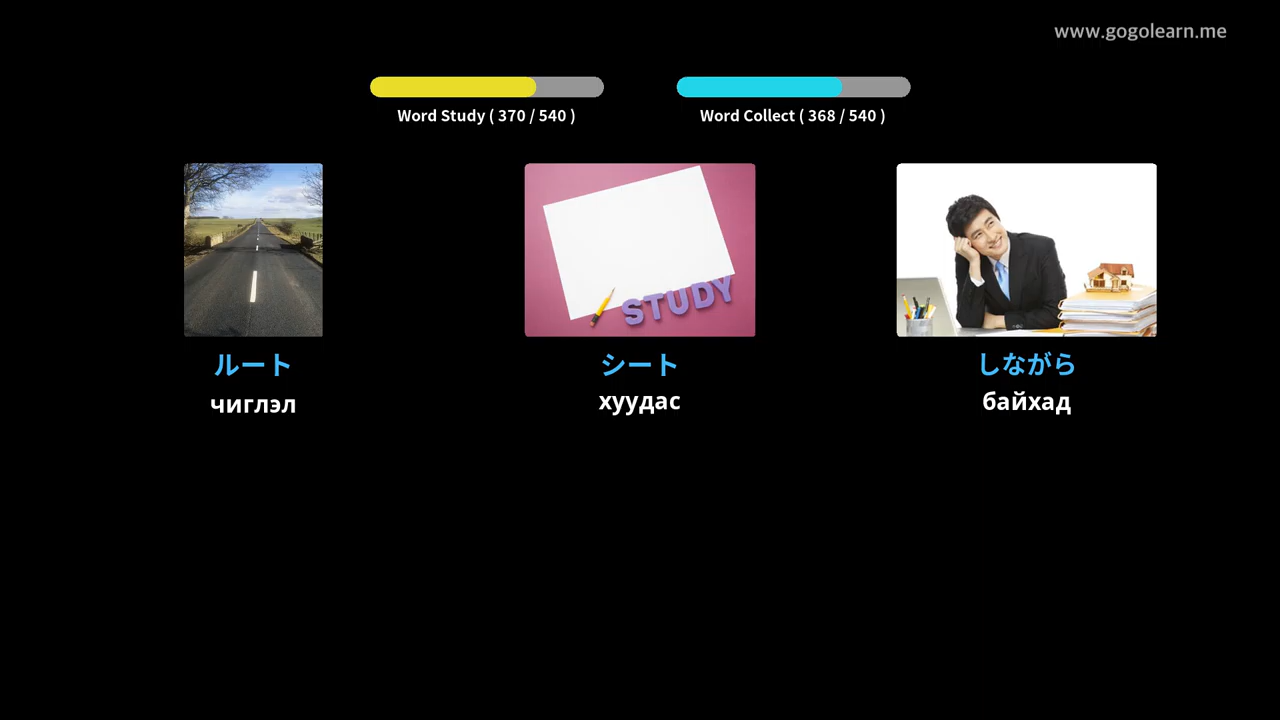 www.gogolearn.me
Word Study ( 370 / 540 )
Word Collect ( 368 / 540 )
STUDY
ルート
シート
しながら
чиглэл
хуудас
байхад